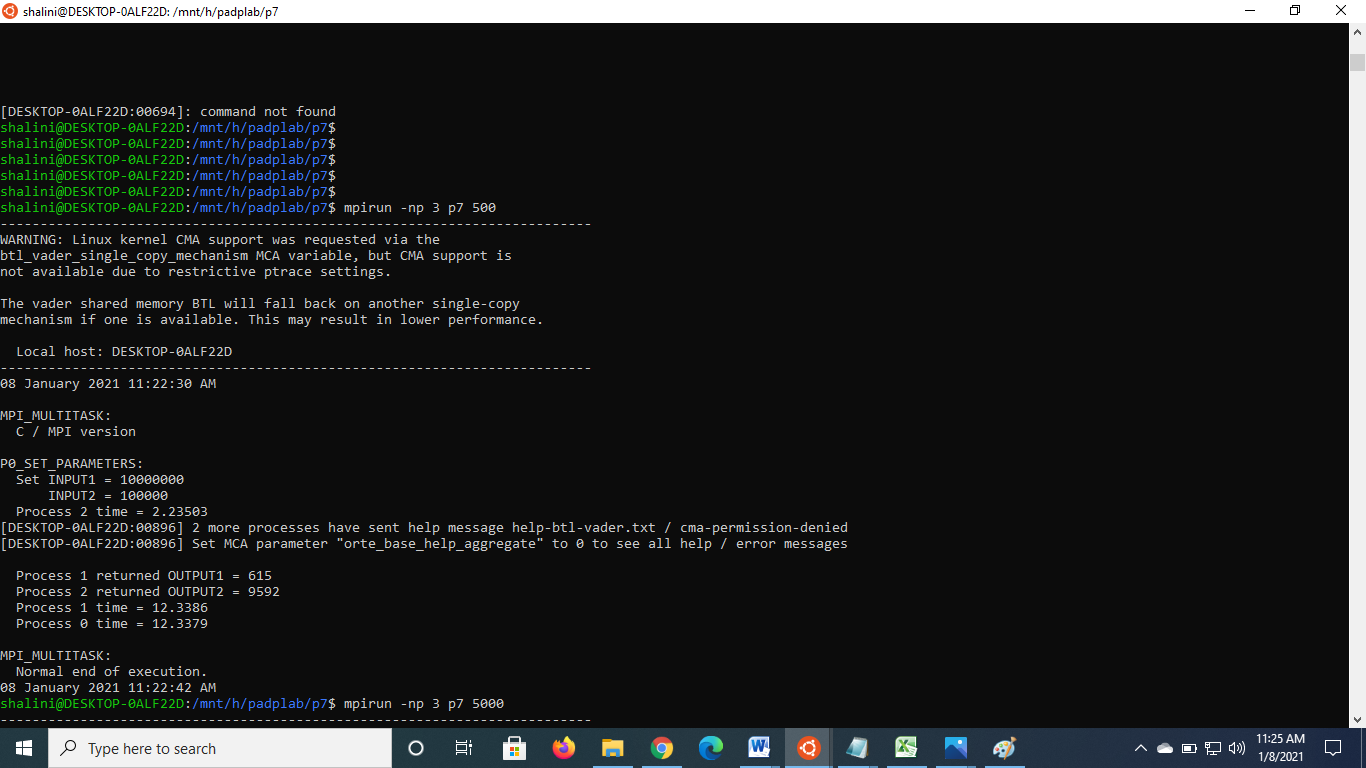 shalini@DESKTOP-0ALF22D: /mnt/h/padplab/p7
[DESKTOP-0ALF22D:00694]: command not found
shalini@DESKTOP-0ALF22D:/mnt/h/padplab/p7$
shalini@DESKTOP-0ALF22D:/mnt/h/padplab/p7$
shalini@DESKTOP-0ALF22D:/mnt/h/padplab/p7$
shalini@DESKTOP-0ALF22D:/mnt/h/padplab/p7$
shalini@DESKTOP-0ALF22D:/mnt/h/padplab/p7$
shalini@DESKTOP-0ALF22D:/mnt/h/padplab/p7$ mpirun -np 3 p7 500
--------------------------------------------------------------------------
WARNING: Linux kernel CMA support was requested via the
btl_vader_single_copy_mechanism MCA variable, but CMA support is
not available due to restrictive ptrace settings.

The vader shared memory BTL will fall back on another single-copy
mechanism if one is available. This may result in lower performance.

  Local host: DESKTOP-0ALF22D
--------------------------------------------------------------------------
08 January 2021 11:22:30 AM

MPI_MULTITASK:
  C / MPI version

P0_SET_PARAMETERS:
  Set INPUT1 = 10000000
      INPUT2 = 100000
  Process 2 time = 2.23503
[DESKTOP-0ALF22D:00896] 2 more processes have sent help message help-btl-vader.txt / cma-permission-denied
[DESKTOP-0ALF22D:00896] Set MCA parameter "orte_base_help_aggregate" to 0 to see all help / error messages

  Process 1 returned OUTPUT1 = 615
  Process 2 returned OUTPUT2 = 9592
  Process 1 time = 12.3386
  Process 0 time = 12.3379

MPI_MULTITASK:
  Normal end of execution.
08 January 2021 11:22:42 AM
shalini@DESKTOP-0ALF22D:/mnt/h/padplab/p7$ mpirun -np 3 p7 5000
--------------------------------------------------------------------------
Type here to search
11:25 AM
1/8/2021